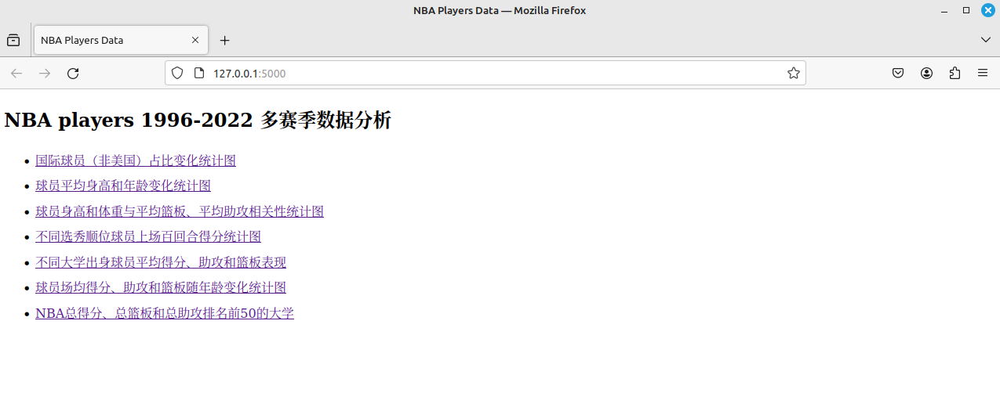 NBA Players Data — Mozilla Firefox
NBA Players Data
127.0.0.1:5000
NBA players 1996-2022 多赛季数据分析
国际球员（非美国）占比变化统计图
球员平均身高和年龄变化统计图
球员身高和体重与平均篮板、平均助攻相关性统计图
不同选秀顺位球员上场百回合得分统计图
不同大学出身球员平均得分、助攻和篮板表现
球员场均得分、助攻和篮板随年龄变化统计图
NBA总得分、总篮板和总助攻排名前50的大学